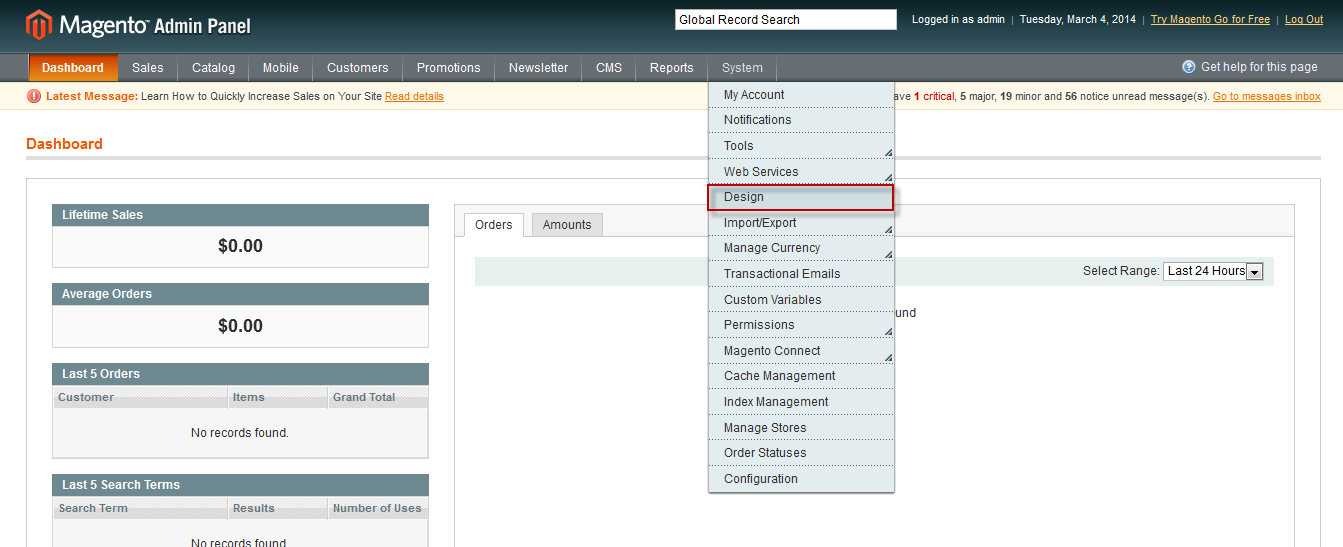 Magento™ Admin Panel
Global Record Search
Logged in as admin | Tuesday, March 4, 2014 | Try Magento Go for Free | Log Out
Dashboard Sales Catalog Mobile Customers Promotions Newsletter CMS Reports System
Get help for this page
Latest Message: Learn How to Quickly Increase Sales on Your Site Read details
ave 1 critical, 5 major, 19 minor and 56 notice unread message(s). Go to messages inbox
My Account
Notifications
Tools
Web Services
Design
Import/Export
Manage Currency
Transactional Emails
Custom Variables
Permissions
Magento Connect
Cache Management
Index Management
Manage Stores
Order Statuses
Configuration
Dashboard
Lifetime Sales
$0.00
Average Orders
$0.00
Last 5 Orders
Customer Items Grand Total
No records found.
Last 5 Search Terms
Search Term Results Number of Uses
No records found.
Orders Amounts
Select Range: Last 24 Hours
und